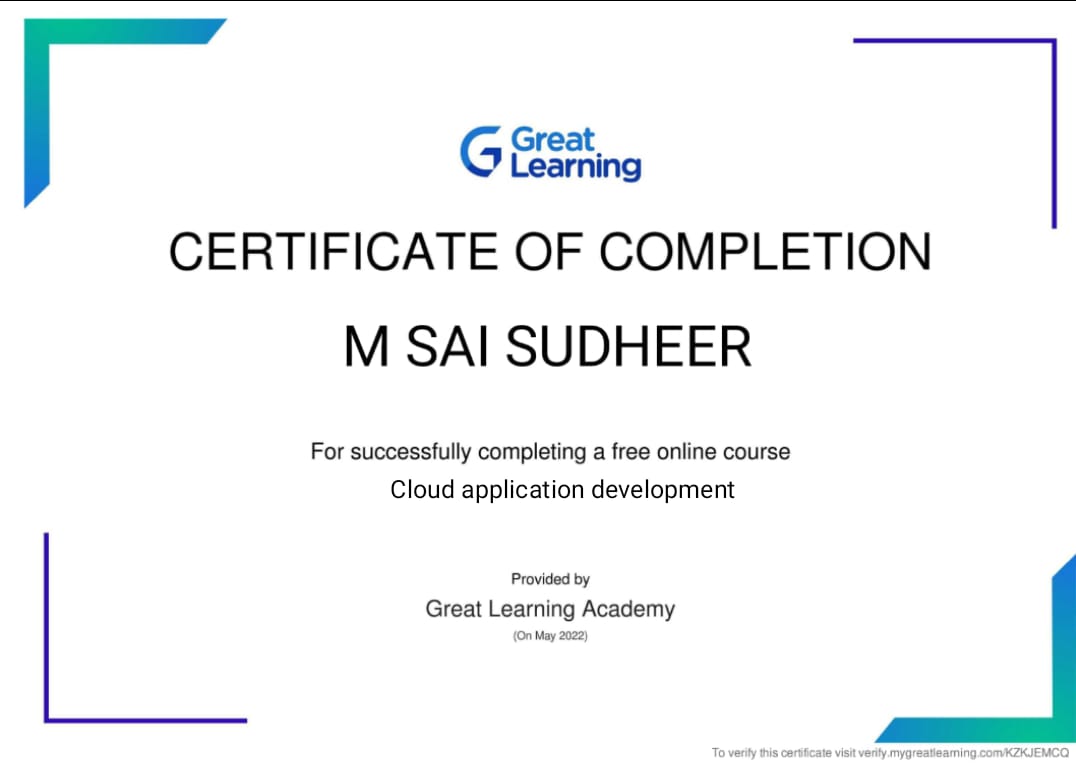 Great
Learning
CERTIFICATE OF COMPLETION
M SAI SUDHEER
For successfully completing a free online course
Cloud application development
Provided by
Great Learning Academy
(On May 2022)
To verify this certificate visit verify.mygreatlearning.com/KZKJEMCQ